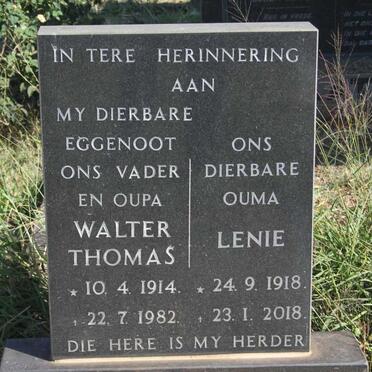 IN TERE HERINNERING
AAN
MY DIERBARE
EGGENOOT
ONS VADER
EN OUPA
WALTER
THOMAS
* 10. 4. 1914.
+ 22. 7. 1982.
ONS
DIERBARE
OUMA
LENIE
* 24. 9. 1918.
+ 23. 1. 2018.
DIE HERE IS MY HERDER